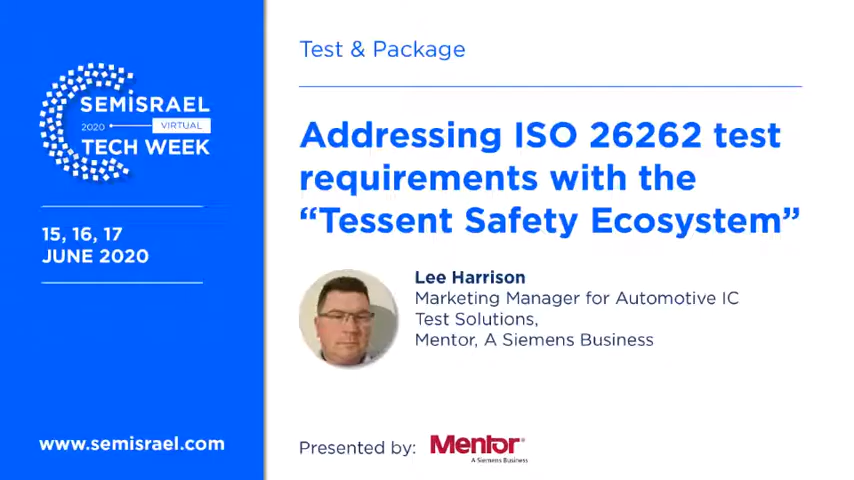 SEMISRAEL
2020 VIRTUAL
TECH WEEK
15, 16, 17
JUNE 2020
www.semisrael.com
Test & Package
Addressing ISO 26262 test
requirements with the
“Tessent Safety Ecosystem”
Lee Harrison
Marketing Manager for Automotive IC
Test Solutions,
Mentor, A Siemens Business
Presented by: Mentor®
A Siemens Business